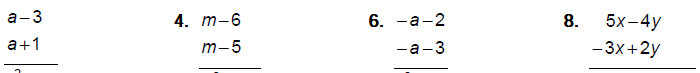 a–3 4. m–6 6. –a–2 8. 5x–4y
a+1 m–5 –a–3 –3x+2y